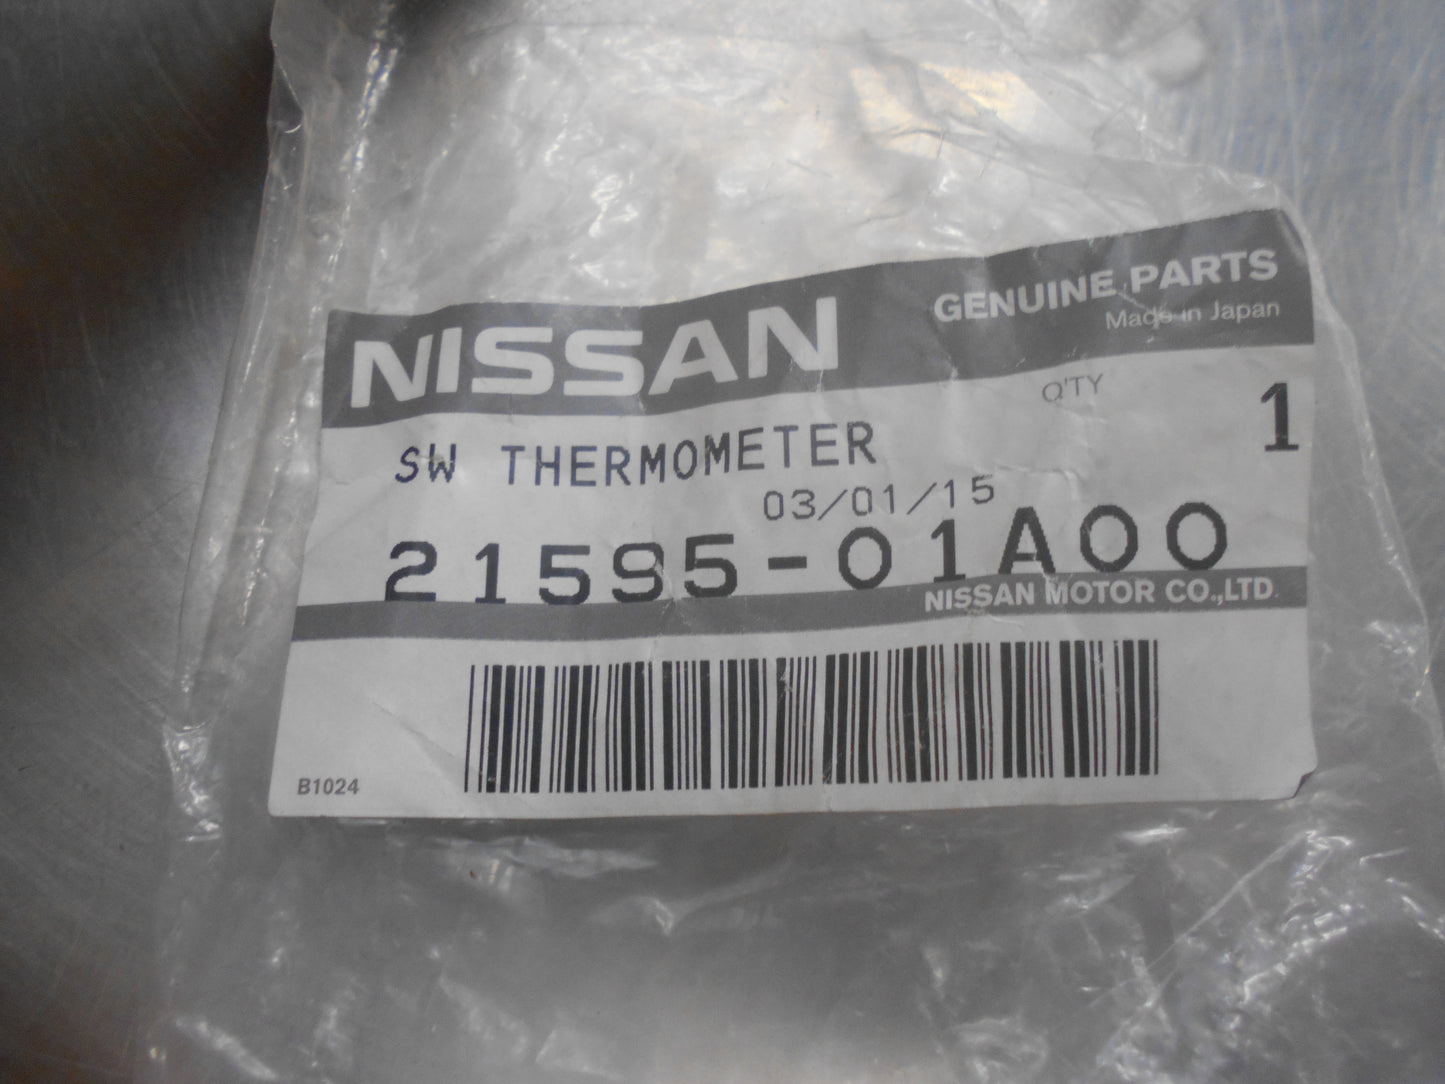 NISSAN GENUINE PARTS
Made in Japan
Q'TY 1
SW THERMOMETER
03/01/15
21595-01A00
NISSAN MOTOR CO.,LTD.
B1024